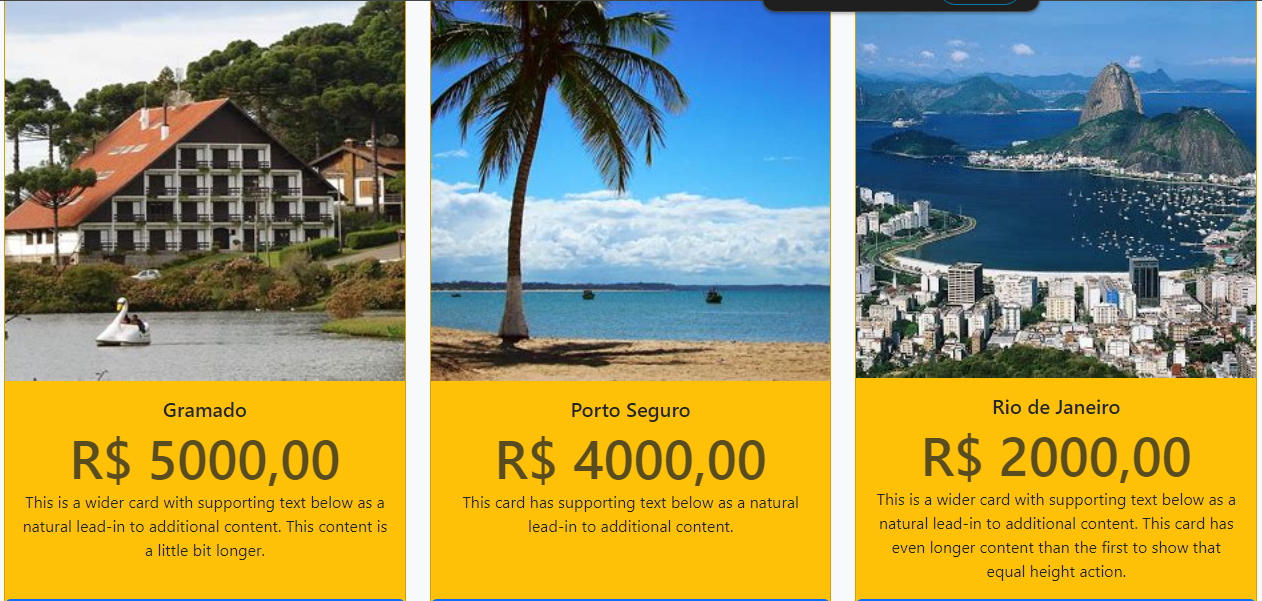 Gramado
R$ 5000,00
This is a wider card with supporting text below as a
natural lead-in to additional content. This content is
a little bit longer.
Porto Seguro
R$ 4000,00
This card has supporting text below as a natural
lead-in to additional content.
Rio de Janeiro
R$ 2000,00
This is a wider card with supporting text below as a
natural lead-in to additional content. This card has
even longer content than the first to show that
equal height action.